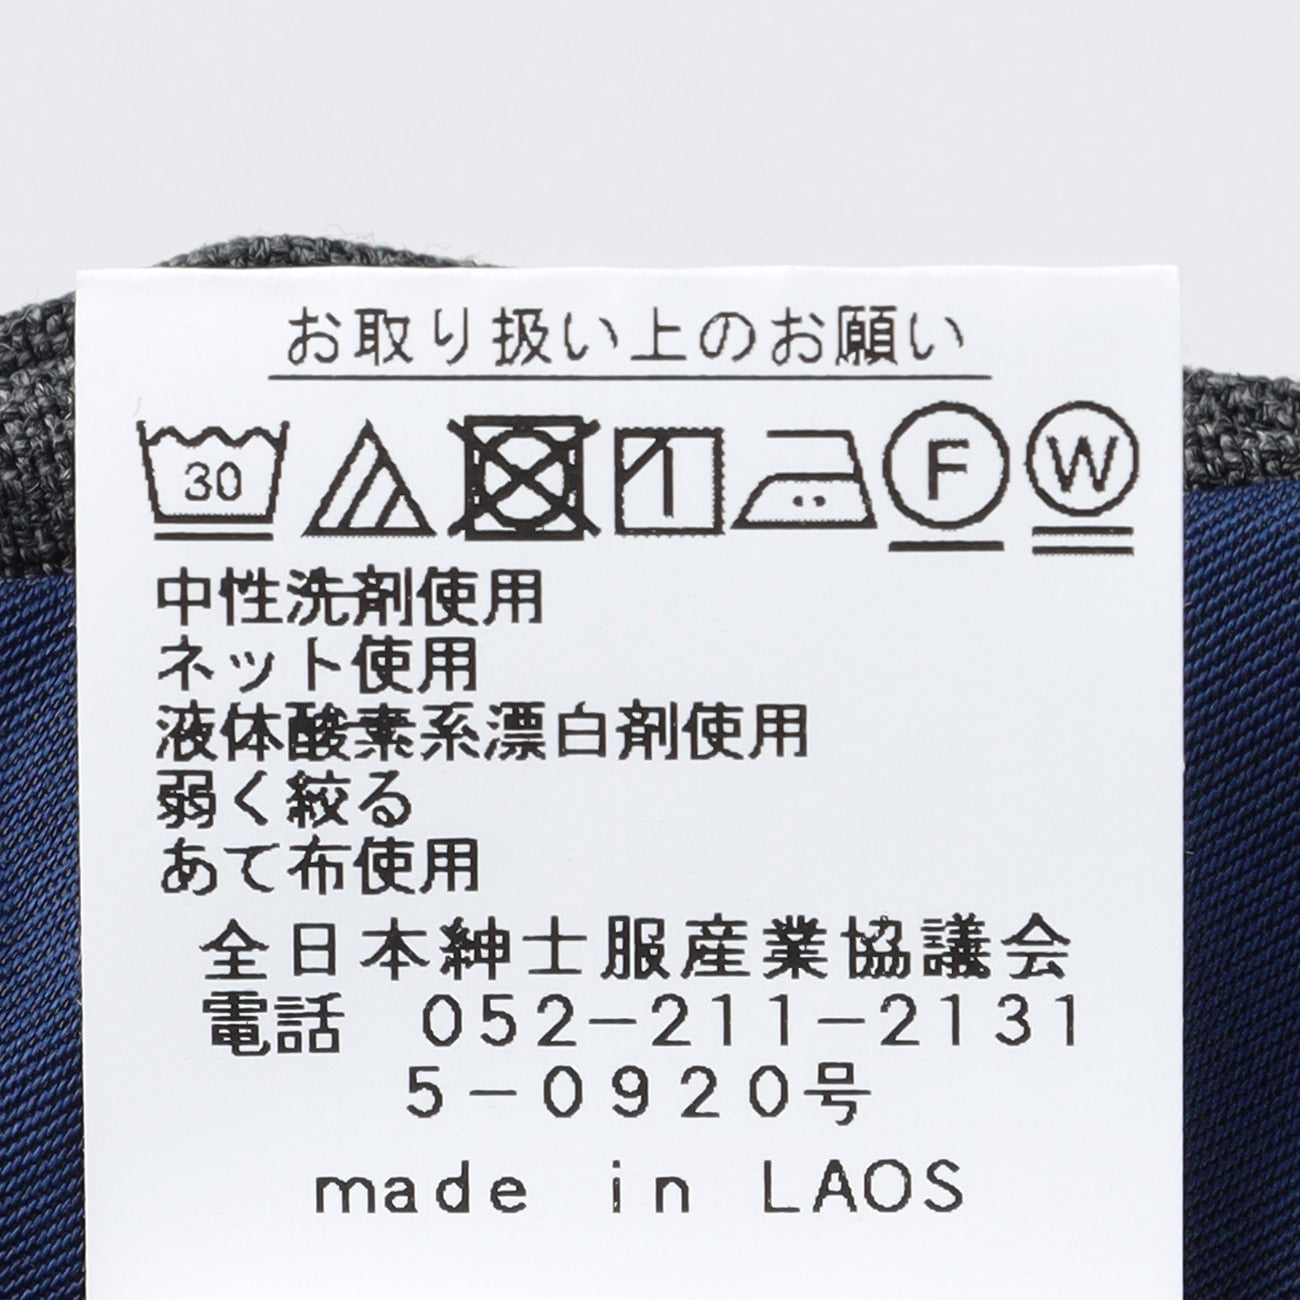 お取り扱い上のお願い
30 F W
中性洗剤使用
ネット使用
液体酸素系漂白剤使用
弱く絞る
あて布使用
全日本紳士服産業協議会
電話 052-211-2131
5-0920号
made in LAOS